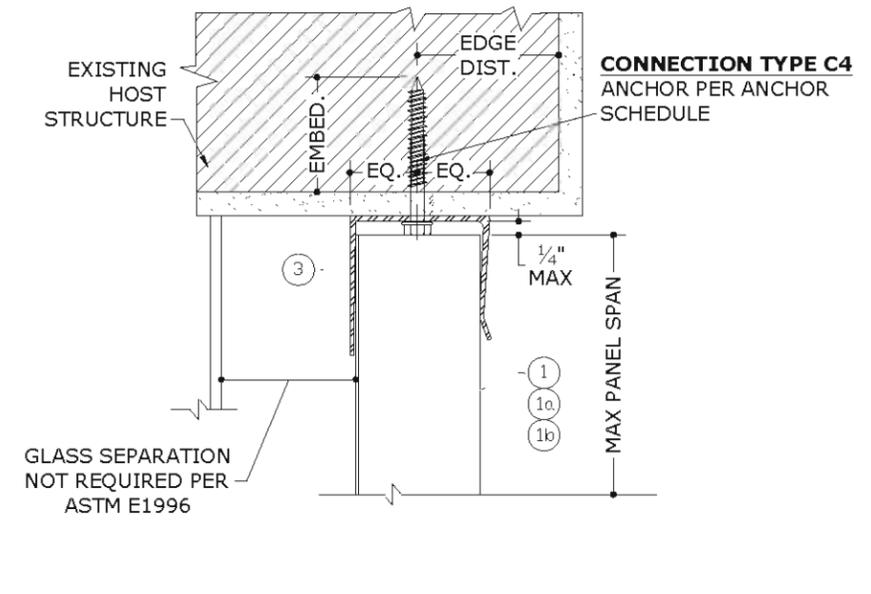 EXISTING
HOST
STRUCTURE
EMBED.
EDGE
DIST.
EQ.
EQ.
CONNECTION TYPE C4
ANCHOR PER ANCHOR
SCHEDULE
3
1/4"
MAX
MAX PANEL SPAN
1
1a
1b
GLASS SEPARATION
NOT REQUIRED PER
ASTM E1996